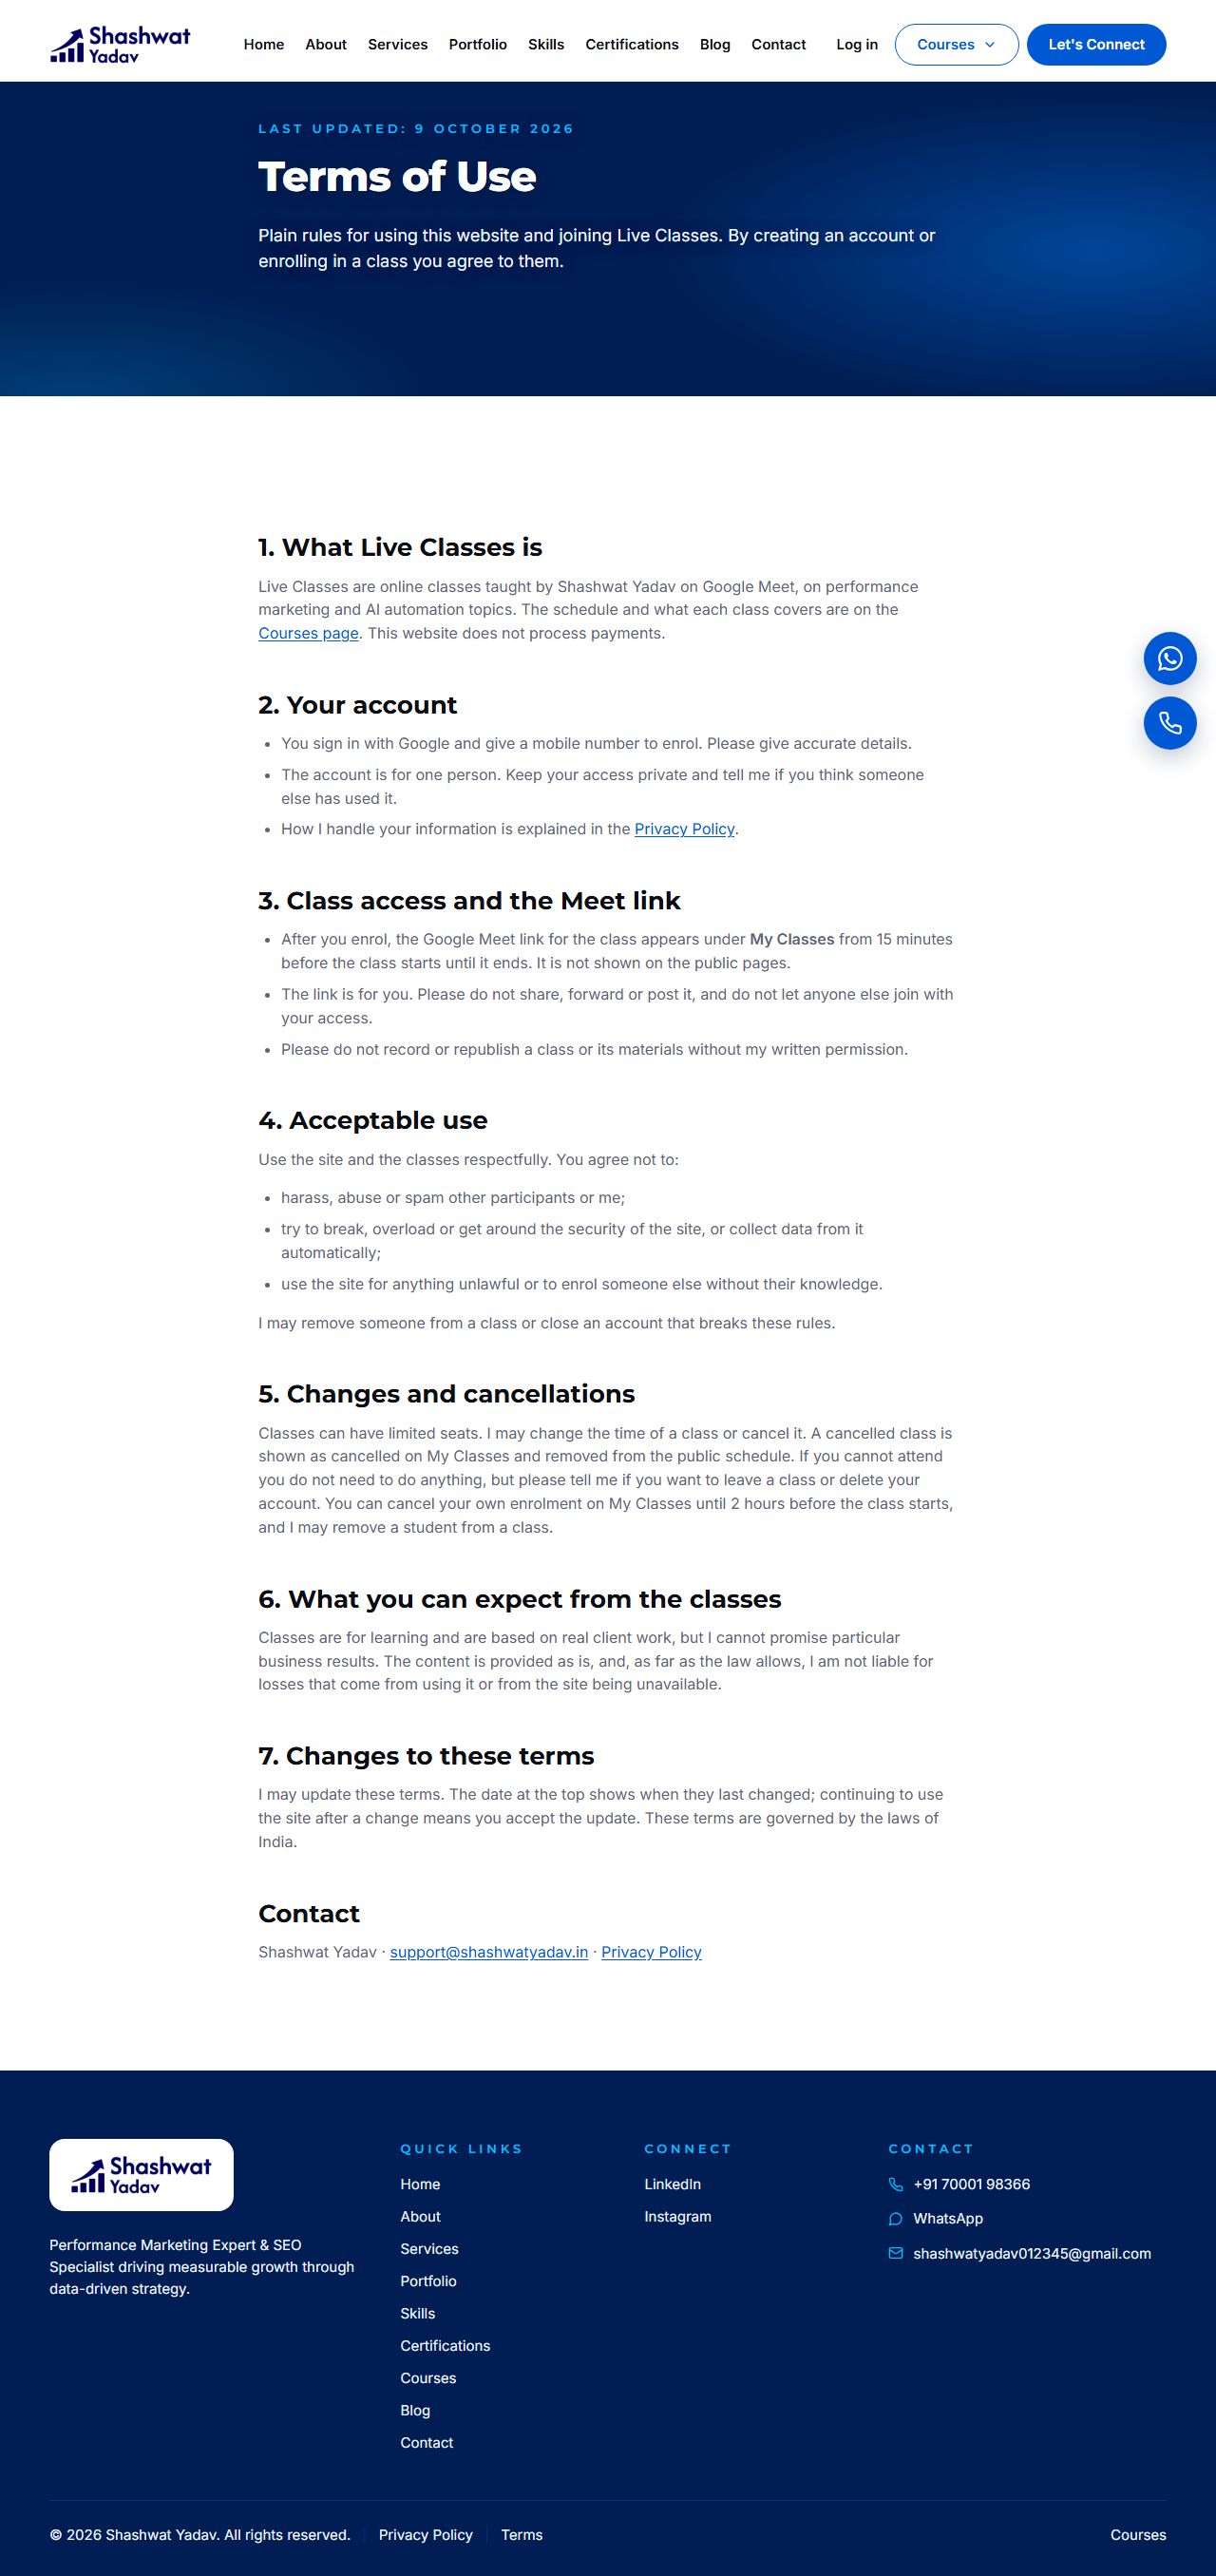 Shashwat
Yadav
Home
About
Services
Portfolio
Skills
Certifications
Blog
Contact
Log in
Courses
Let's Connect
LAST UPDATED: 9 OCTOBER 2026
Terms of Use
Plain rules for using this website and joining Live Classes. By creating an account or
enrolling in a class you agree to them.
1. What Live Classes is
Live Classes are online classes taught by Shashwat Yadav on Google Meet, on performance
marketing and AI automation topics. The schedule and what each class covers are on the
Courses page. This website does not process payments.
2. Your account
• You sign in with Google and give a mobile number to enrol. Please give accurate details.
• The account is for one person. Keep your access private and tell me if you think someone
else has used it.
• How I handle your information is explained in the Privacy Policy.
3. Class access and the Meet link
• After you enrol, the Google Meet link for the class appears under My Classes from 15 minutes
before the class starts until it ends. It is not shown on the public pages.
• The link is for you. Please do not share, forward or post it, and do not let anyone else join with
your access.
• Please do not record or republish a class or its materials without my written permission.
4. Acceptable use
Use the site and the classes respectfully. You agree not to:
• harass, abuse or spam other participants or me;
• try to break, overload or get around the security of the site, or collect data from it
automatically;
• use the site for anything unlawful or to enrol someone else without their knowledge.
I may remove someone from a class or close an account that breaks these rules.
5. Changes and cancellations
Classes can have limited seats. I may change the time of a class or cancel it. A cancelled class is
shown as cancelled on My Classes and removed from the public schedule. If you cannot attend
you do not need to do anything, but please tell me if you want to leave a class or delete your
account. You can cancel your own enrolment on My Classes until 2 hours before the class starts,
and I may remove a student from a class.
6. What you can expect from the classes
Classes are for learning and are based on real client work, but I cannot promise particular
business results. The content is provided as is, and, as far as the law allows, I am not liable for
losses that come from using it or from the site being unavailable.
7. Changes to these terms
I may update these terms. The date at the top shows when they last changed; continuing to use
the site after a change means you accept the update. These terms are governed by the laws of
India.
Contact
Shashwat Yadav · support@shashwatyadav.in · Privacy Policy
Shashwat
Yadav
Performance Marketing Expert & SEO
Specialist driving measurable growth through
data-driven strategy.
QUICK LINKS
Home
About
Services
Portfolio
Skills
Certifications
Courses
Blog
Contact
CONNECT
LinkedIn
Instagram
CONTACT
+91 70001 98366
WhatsApp
shashwatyadav012345@gmail.com
© 2026 Shashwat Yadav. All rights reserved.
Privacy Policy
Terms
Courses